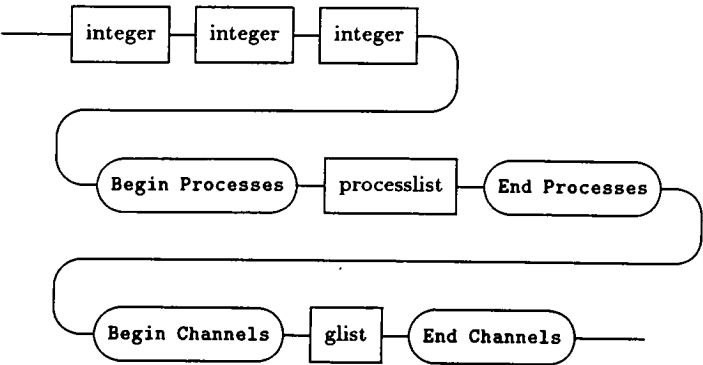 integer integer integer
Begin Processes processlist End Processes
Begin Channels glist End Channels